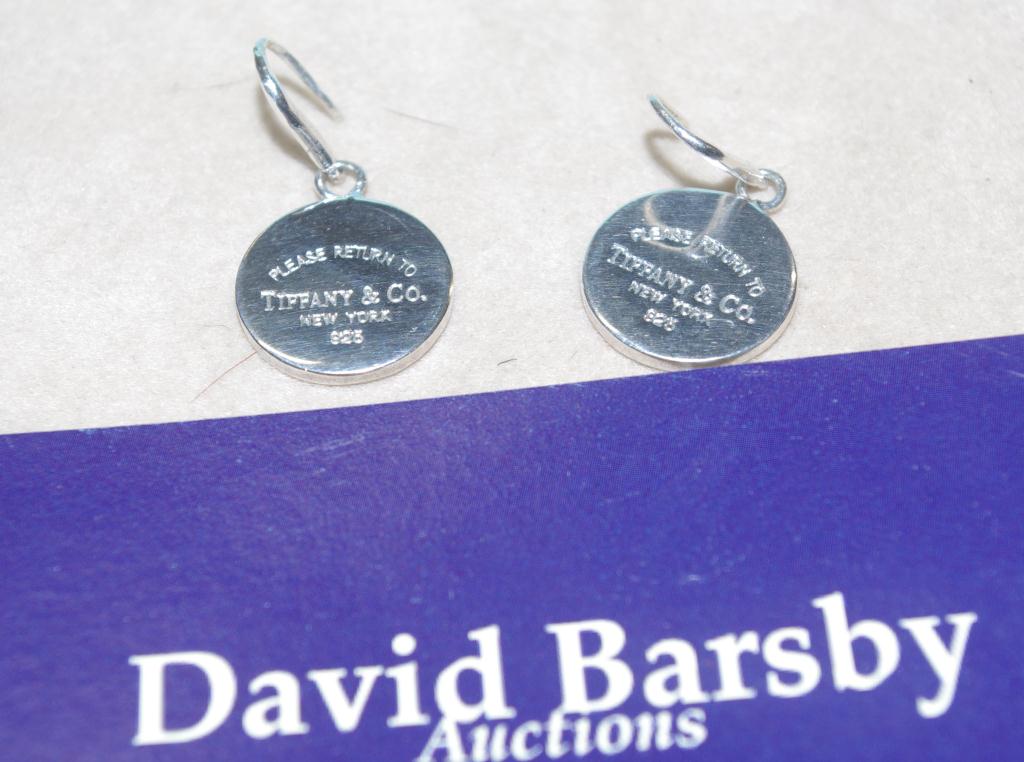 PLEASE RETURN TO
TIFFANY & CO.
NEW YORK
925
PLEASE RETURN TO
TIFFANY & CO.
NEW YORK
925
David Barsby
Auctions